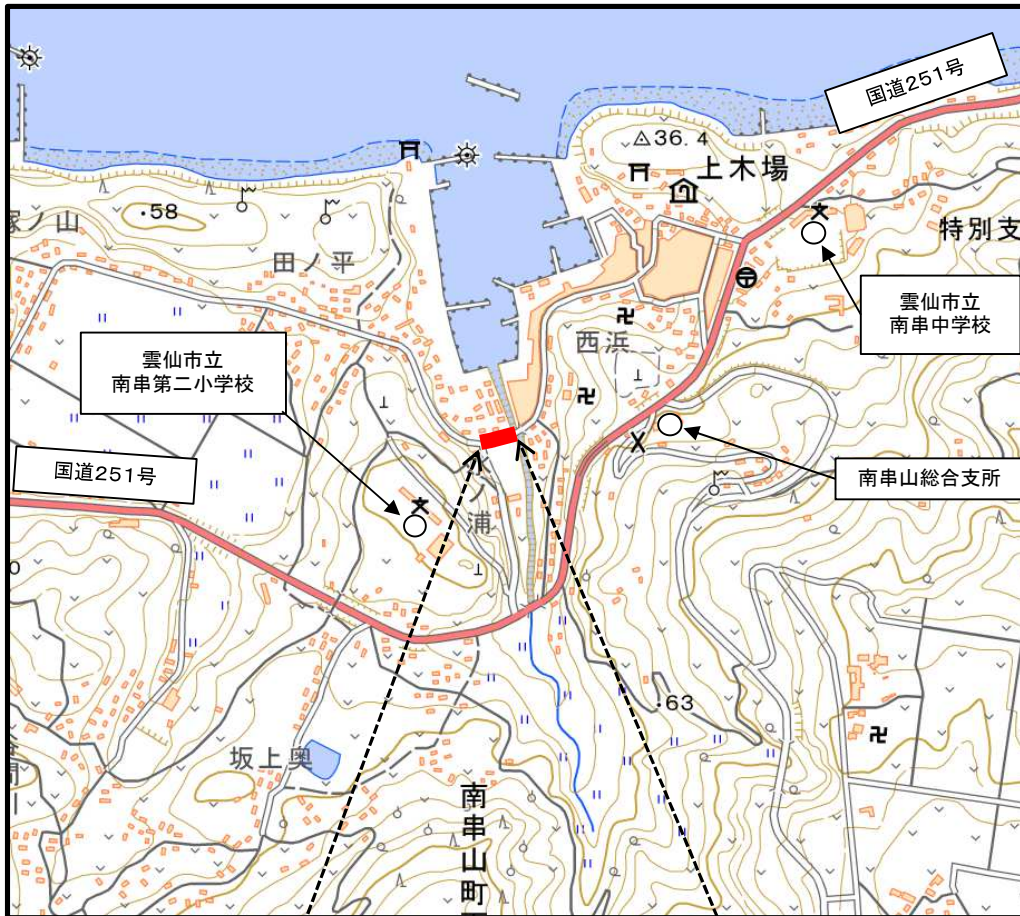 国道251号
36.4
上木場
58
塚ノ山
田ノ平
特別支
雲仙市立
南串中学校
雲仙市立
南串第二小学校
西浜
国道251号
南串山総合支所
ノ浦
63
坂上奥
南串山町